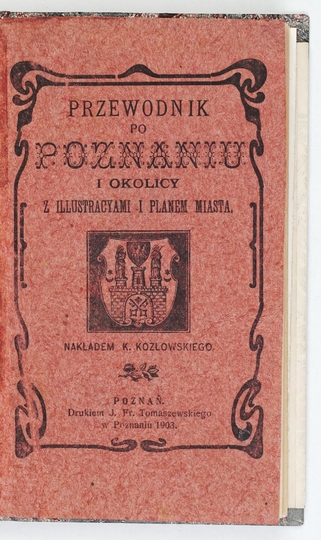 PRZEWODNIK
PO
POZNANIU
I OKOLICY
Z ILLUSTRACYAMI I PLANEM MIASTA.
NAKŁADEM K. KOZŁOWSKIEGO.
POZNAŃ.
Drukiem J. Fr. Tomaszewskiego
w Poznaniu 1903.